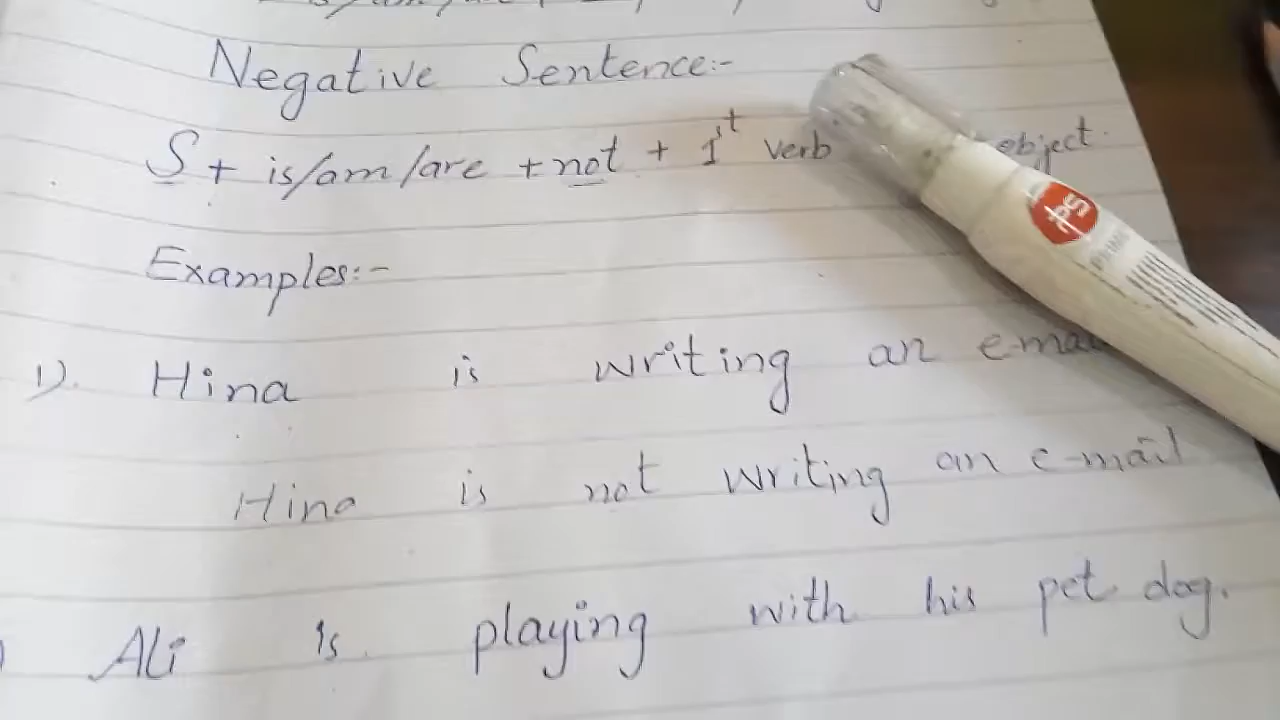 Negative Sentence:-
S + is/am/are + not + 1st verb object.
Examples:-
1). Hina is writing an e-mai
Hina is not writing an e-mail
Ali is playing with his pet dog.